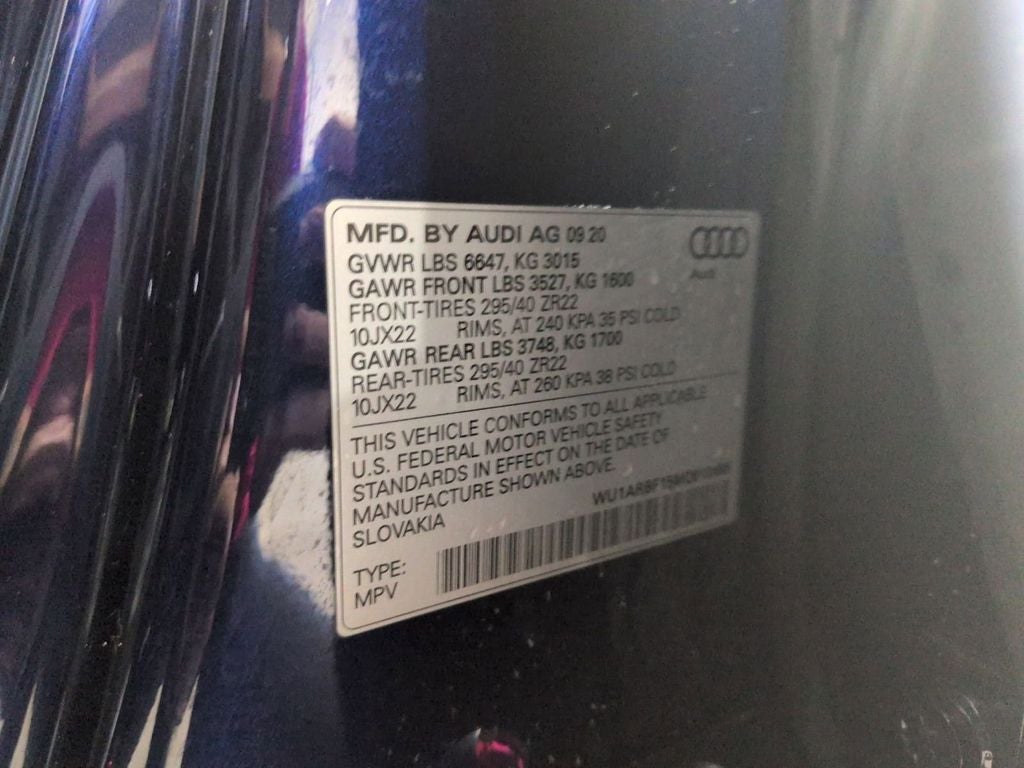 MFD. BY AUDI AG 09 20
GVWR LBS 6647, KG 3015
GAWR FRONT LBS 3527, KG 1600
FRONT-TIRES 295/40 ZR22
10JX22 RIMS, AT 240 KPA 35 PSI COLD
GAWR REAR LBS 3748, KG 1700
REAR-TIRES 295/40 ZR22
10JX22 RIMS, AT 260 KPA 38 PSI COLD
Audi
THIS VEHICLE CONFORMS TO ALL APPLICABLE
U.S. FEDERAL MOTOR VEHICLE SAFETY
STANDARDS IN EFFECT ON THE DATE OF
MANUFACTURE SHOWN ABOVE.
SLOVAKIA
TYPE:
MPV